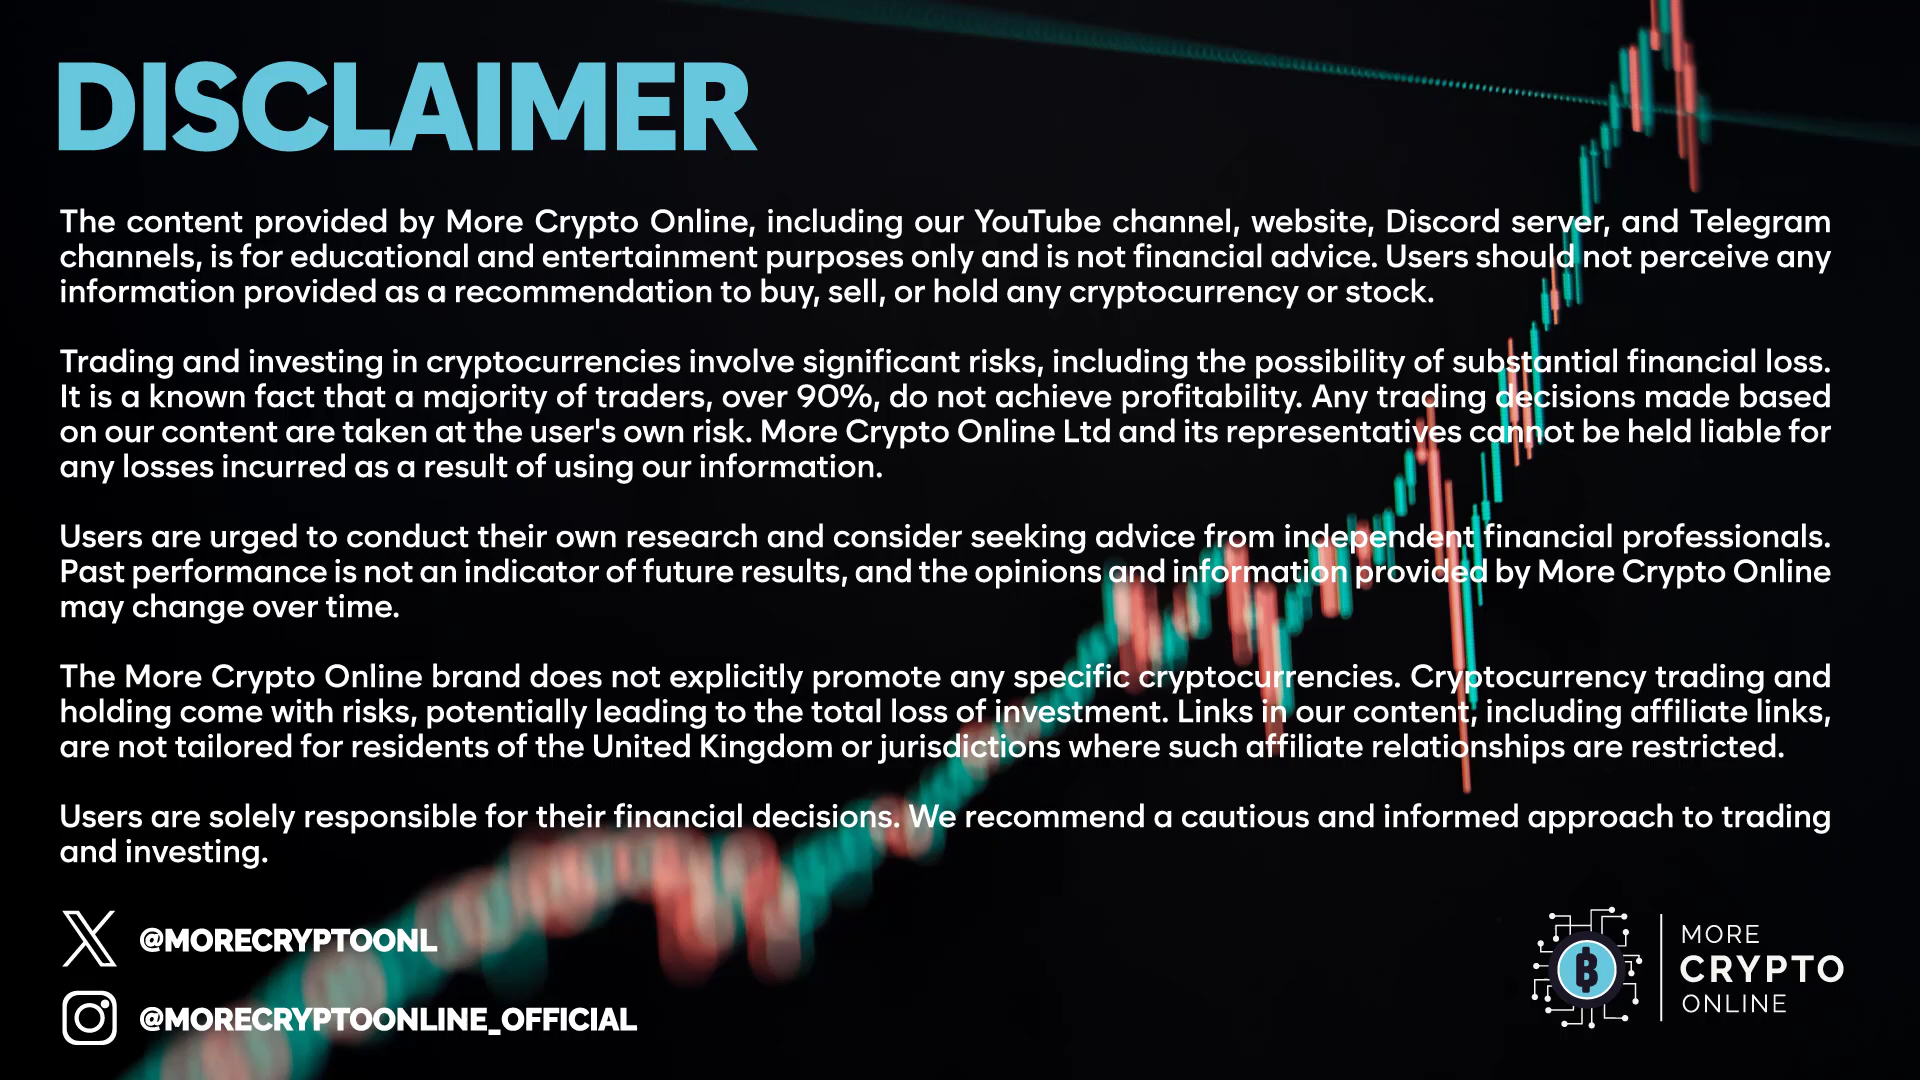 DISCLAIMER
The content provided by More Crypto Online, including our YouTube channel, website, Discord server, and Telegram
channels, is for educational and entertainment purposes only and is not financial advice. Users should not perceive any
information provided as a recommendation to buy, sell, or hold any cryptocurrency or stock.
Trading and investing in cryptocurrencies involve significant risks, including the possibility of substantial financial loss.
It is a known fact that a majority of traders, over 90%, do not achieve profitability. Any trading decisions made based
on our content are taken at the user's own risk. More Crypto Online Ltd and its representatives cannot be held liable for
any losses incurred as a result of using our information.
Users are urged to conduct their own research and consider seeking advice from independent financial professionals.
Past performance is not an indicator of future results, and the opinions and information provided by More Crypto Online
may change over time.
The More Crypto Online brand does not explicitly promote any specific cryptocurrencies. Cryptocurrency trading and
holding come with risks, potentially leading to the total loss of investment. Links in our content, including affiliate links,
are not tailored for residents of the United Kingdom or jurisdictions where such affiliate relationships are restricted.
Users are solely responsible for their financial decisions. We recommend a cautious and informed approach to trading
and investing.
@MORECRYPTOONL
@MORECRYPTOONLINE_OFFICIAL
MORE
CRYPTO
ONLINE